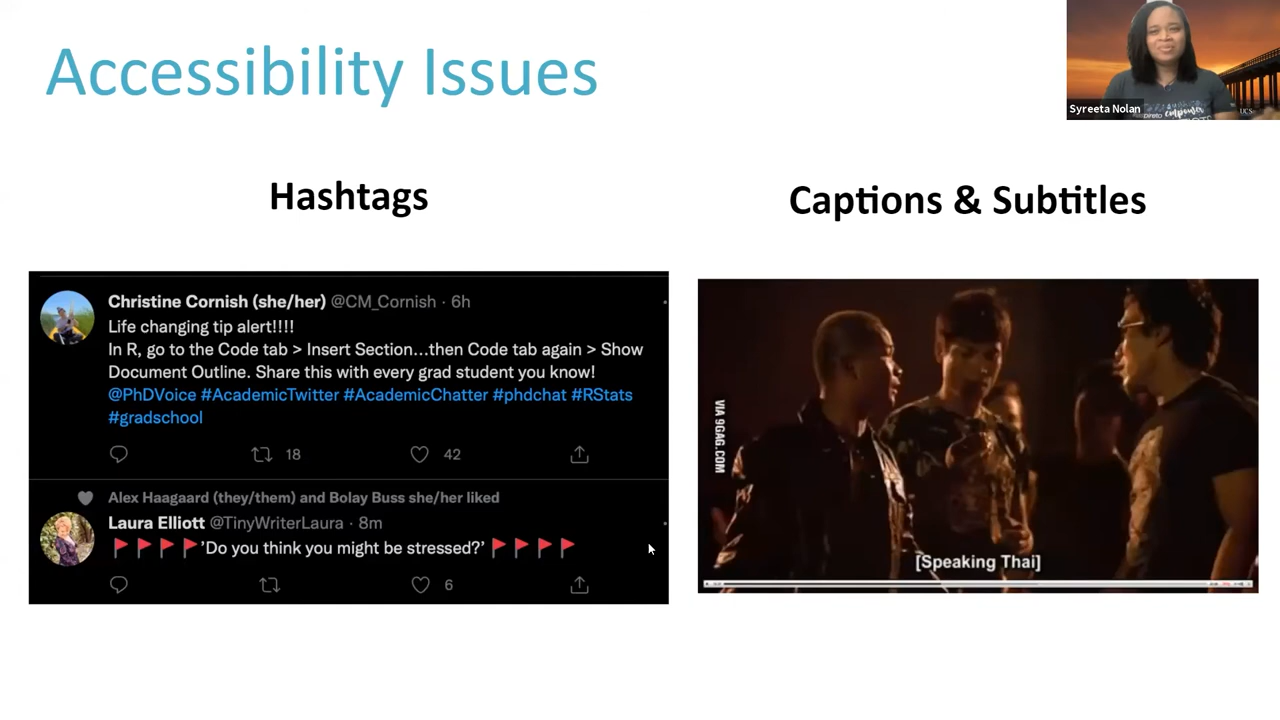 Accessibility Issues
Syreeta Nolan
empower
Hashtags
Captions & Subtitles
Christine Cornish (she/her) @CM_Cornish · 6h
Life changing tip alert!!!!
In R, go to the Code tab > Insert Section...then Code tab again > Show
Document Outline. Share this with every grad student you know!
@PhDVoice #AcademicTwitter #AcademicChatter #phdchat #RStats
#gradschool
18 42
Alex Haagaard (they/them) and Bolay Buss she/her liked
Laura Elliott @TinyWriterLaura · 8m
🚩🚩🚩🚩'Do you think you might be stressed?' 🚩🚩🚩🚩
6
VIA 9GAG.COM
[Speaking Thai]